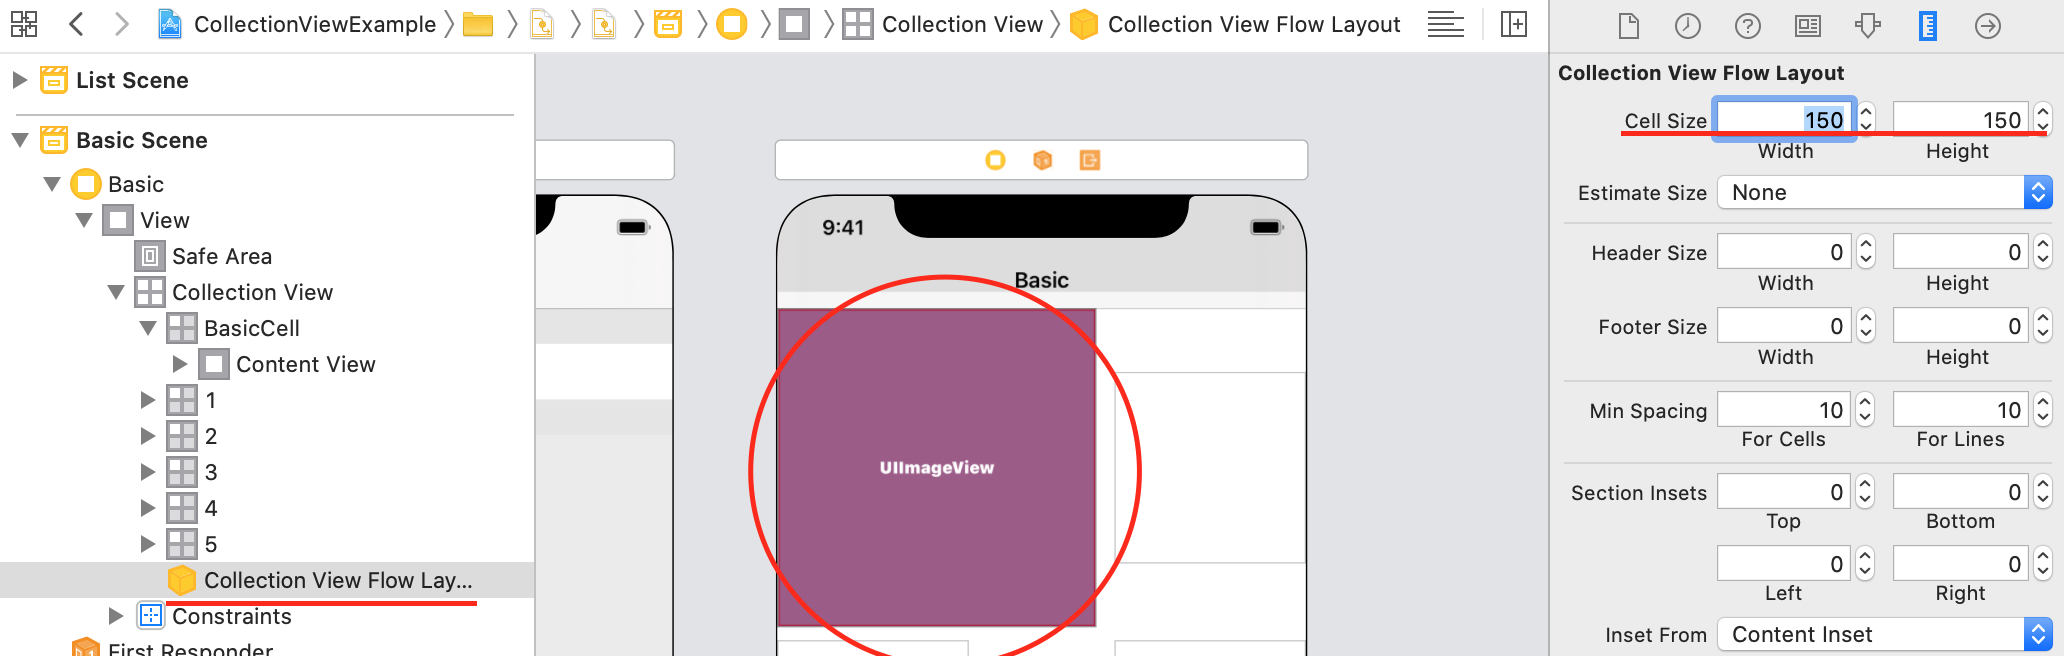 CollectionViewExample
Collection View
Collection View Flow Layout
List Scene
Basic Scene
Basic
View
Safe Area
Collection View
BasicCell
Content View
1
2
3
4
5
Collection View Flow Lay...
Constraints
First Responder
9:41
Basic
UIImageView
Collection View Flow Layout
Cell Size 150 150
Width Height
Estimate Size None
Header Size 0 0
Width Height
Footer Size 0 0
Width Height
Min Spacing 10 10
For Cells For Lines
Section Insets 0 0
Top Bottom
0 0
Left Right
Inset From Content Inset